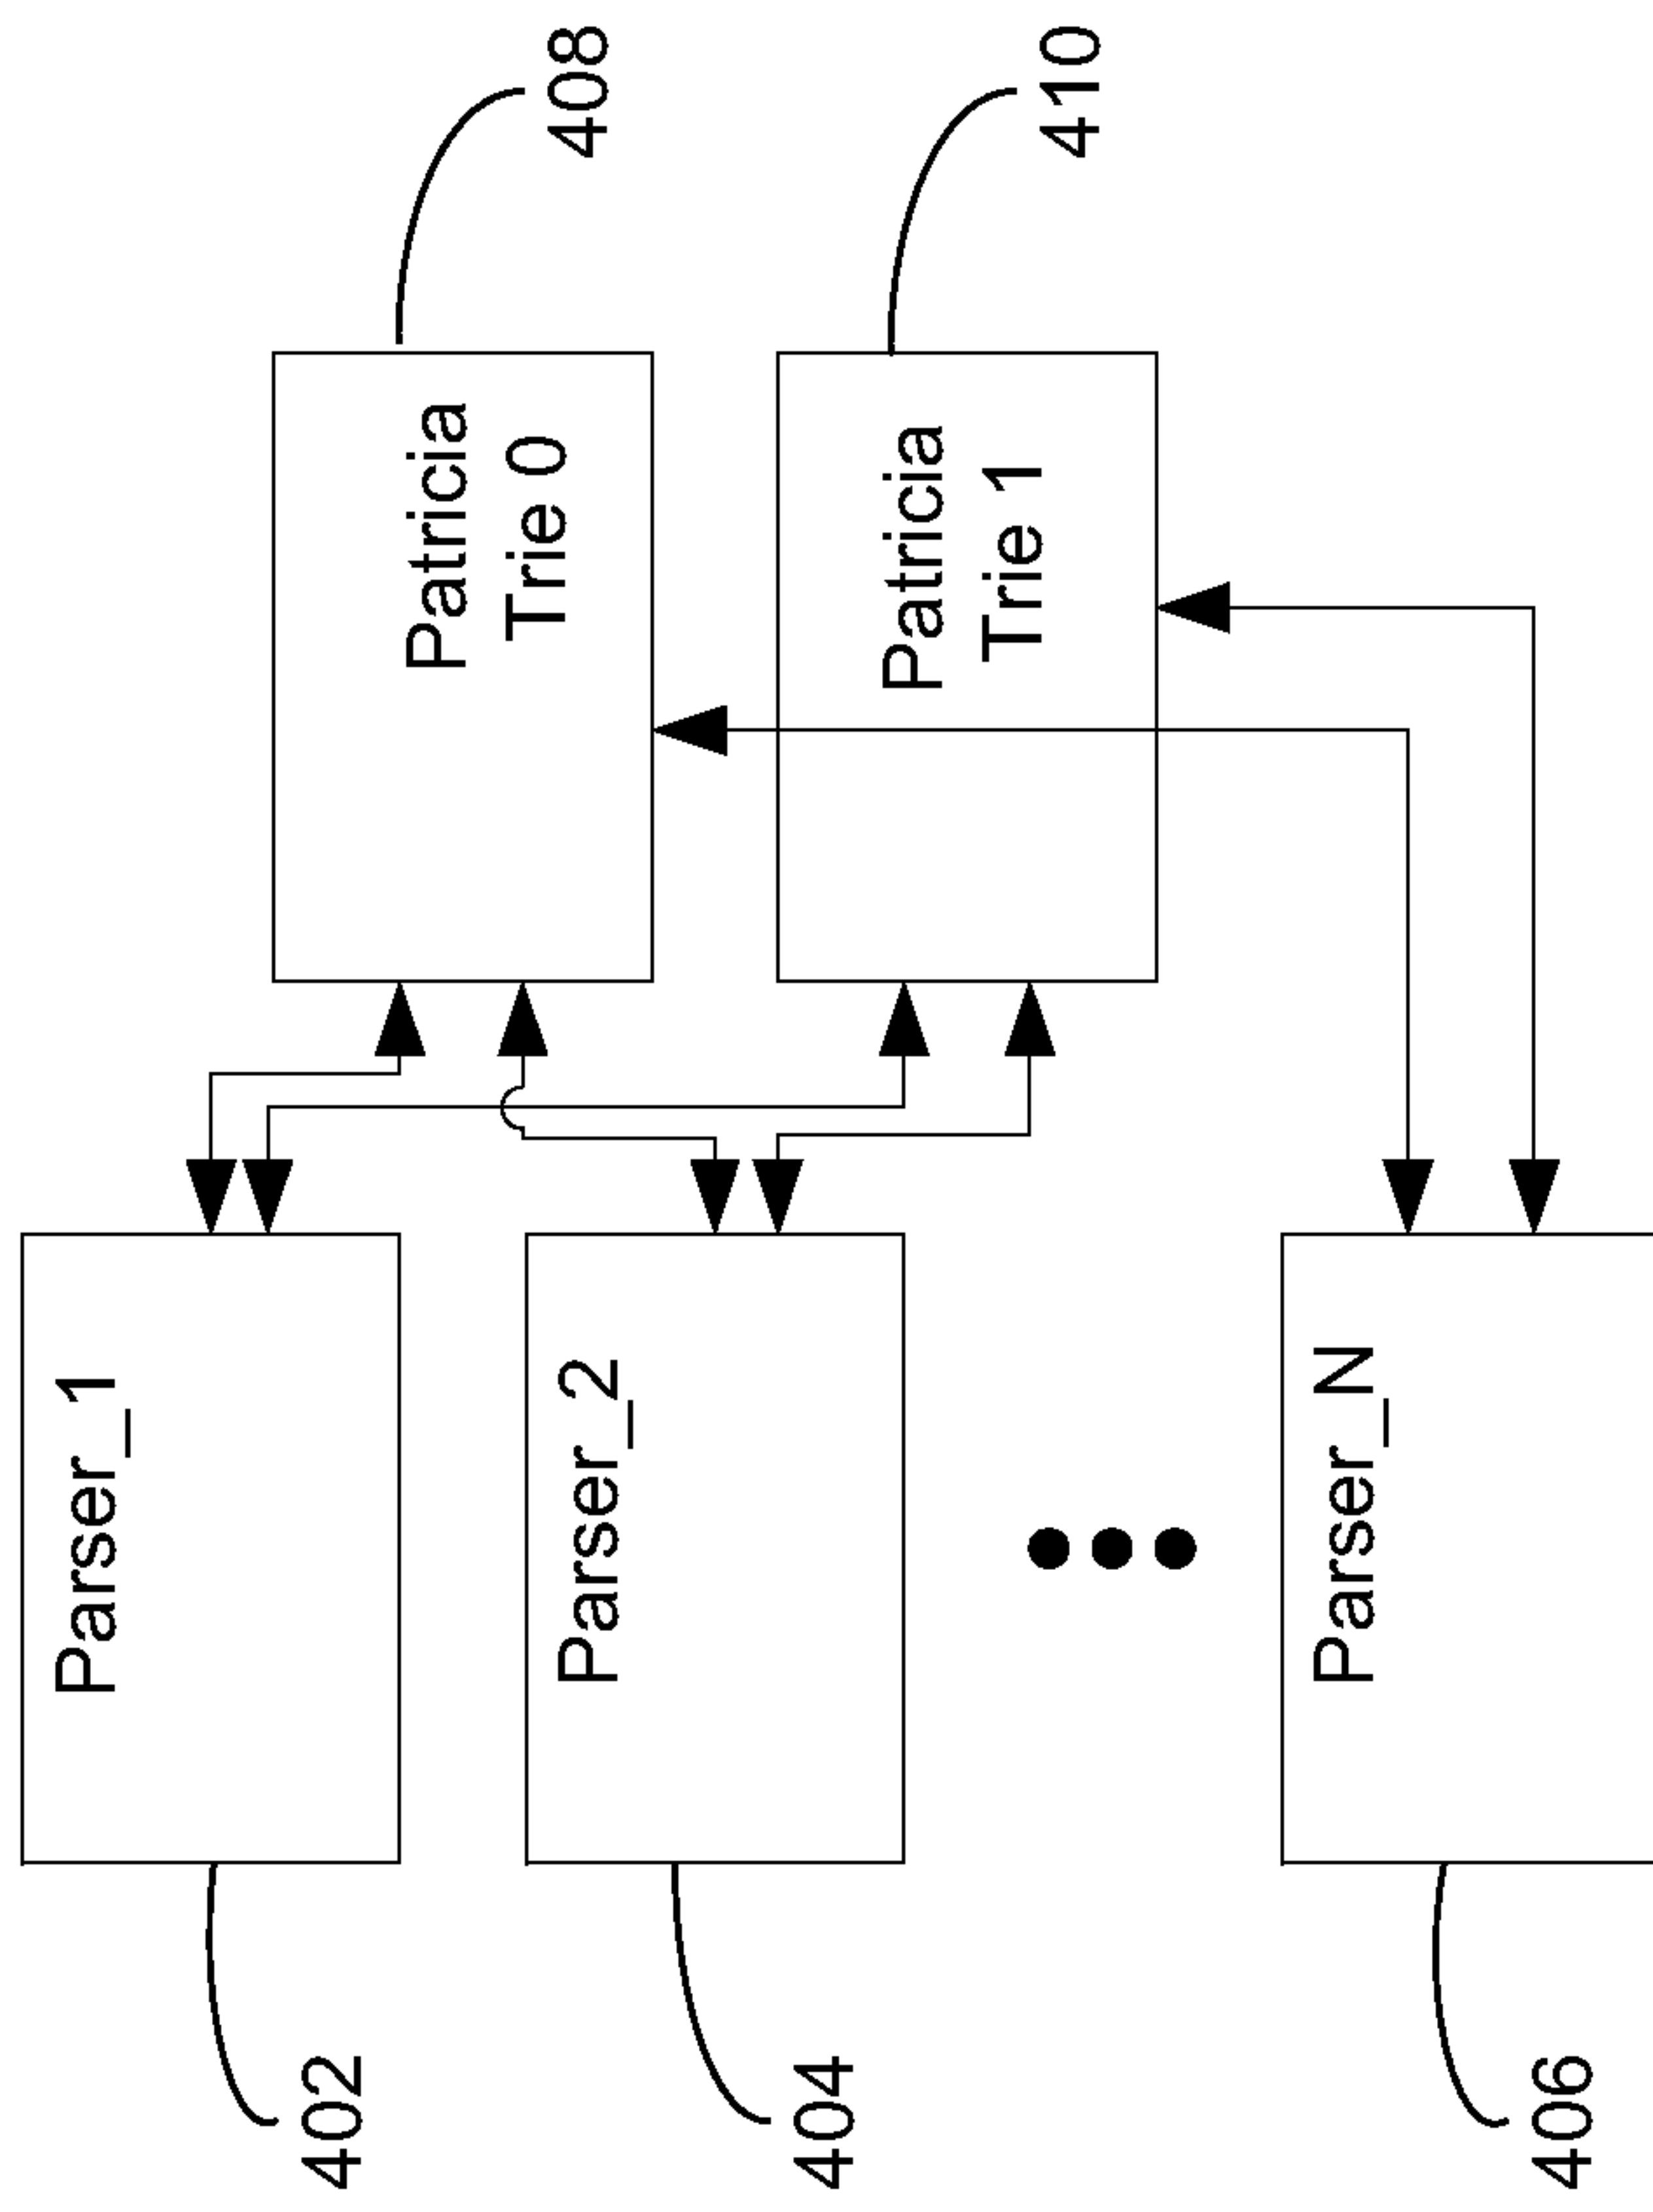 Parser_1
402
Parser_2
404
Parser_N
406
Patricia
Trie 0
408
Patricia
Trie 1
410